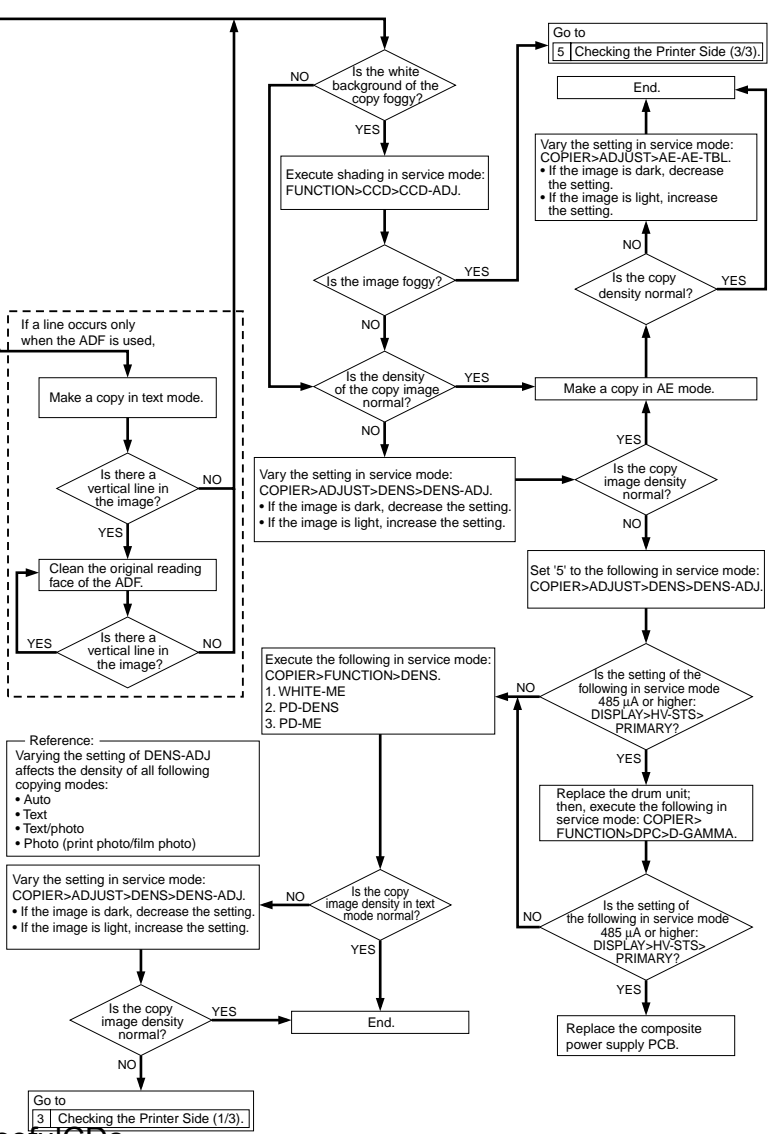 Go to
5 Checking the Printer Side (3/3).
Is the white
background of the
copy foggy?
NO
YES
End.
Execute shading in service mode:
FUNCTION>CCD>CCD-ADJ.
Vary the setting in service mode:
COPIER>ADJUST>AE-AE-TBL.
• If the image is dark, decrease
the setting.
• If the image is light, increase
the setting.
NO
Is the image foggy?
YES
NO
Is the copy
density normal?
YES
If a line occurs only
when the ADF is used,
Make a copy in text mode.
Is there a
vertical line in
the image?
NO
YES
Clean the original reading
face of the ADF.
Is there a
vertical line in
the image?
YES
NO
Is the density
of the copy image
normal?
YES
NO
Make a copy in AE mode.
YES
Vary the setting in service mode:
COPIER>ADJUST>DENS>DENS-ADJ.
• If the image is dark, decrease the setting.
• If the image is light, increase the setting.
Is the copy
image density
normal?
NO
Set '5' to the following in service mode:
COPIER>ADJUST>DENS>DENS-ADJ.
Execute the following in service mode:
COPIER>FUNCTION>DENS.
1. WHITE-ME
2. PD-DENS
3. PD-ME
NO
Is the setting of the
following in service mode
485 µA or higher:
DISPLAY>HV-STS>
PRIMARY?
YES
Replace the drum unit;
then, execute the following in
service mode: COPIER>
FUNCTION>DPC>D-GAMMA.
Reference:
Varying the setting of DENS-ADJ
affects the density of all following
copying modes:
• Auto
• Text
• Text/photo
• Photo (print photo/film photo)
Vary the setting in service mode:
COPIER>ADJUST>DENS>DENS-ADJ.
• If the image is dark, decrease the setting.
• If the image is light, increase the setting.
NO
Is the copy
image density in text
mode normal?
YES
NO
Is the setting of
the following in service mode
485 µA or higher:
DISPLAY>HV-STS>
PRIMARY?
YES
Is the copy
image density
normal?
YES
NO
End.
Replace the composite
power supply PCB.
Go to
3 Checking the Printer Side (1/3).